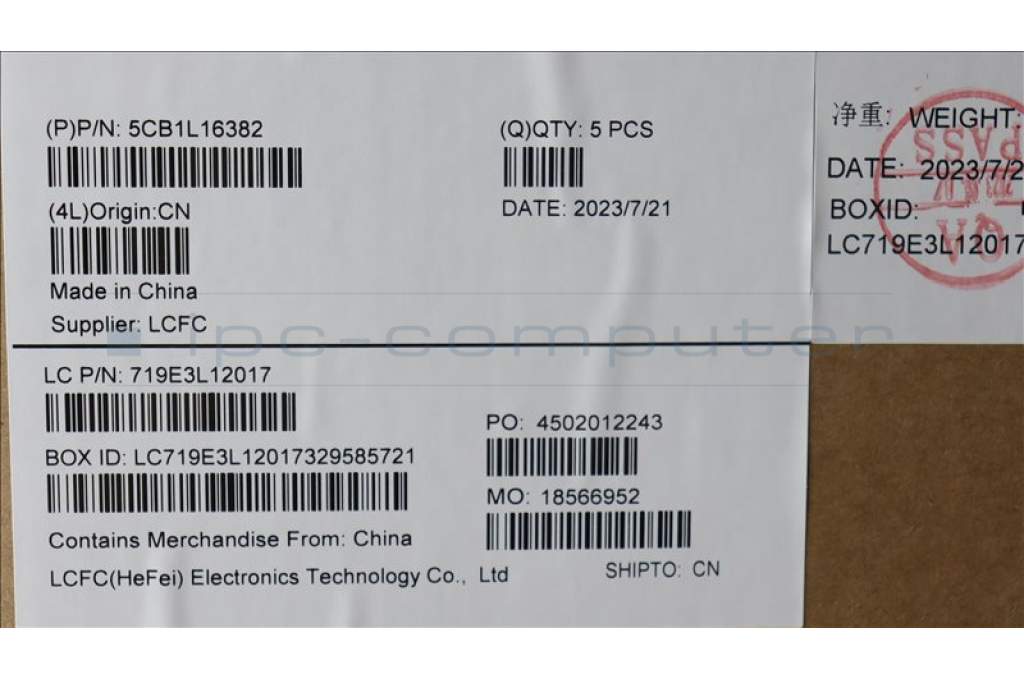 (P)P/N: 5CB1L16382
(Q)QTY: 5 PCS
(4L)Origin:CN
DATE: 2023/7/21
Made in China
Supplier: LCFC
LC P/N: 719E3L12017
PO: 4502012243
BOX ID: LC719E3L12017329585721
MO: 18566952
Contains Merchandise From: China
LCFC(HeFei) Electronics Technology Co., Ltd
SHIPTO: CN
净重: WEIGHT:
DATE: 2023/7/2
BOXID:
LC719E3L12017
PASS
QA
ipc-computer